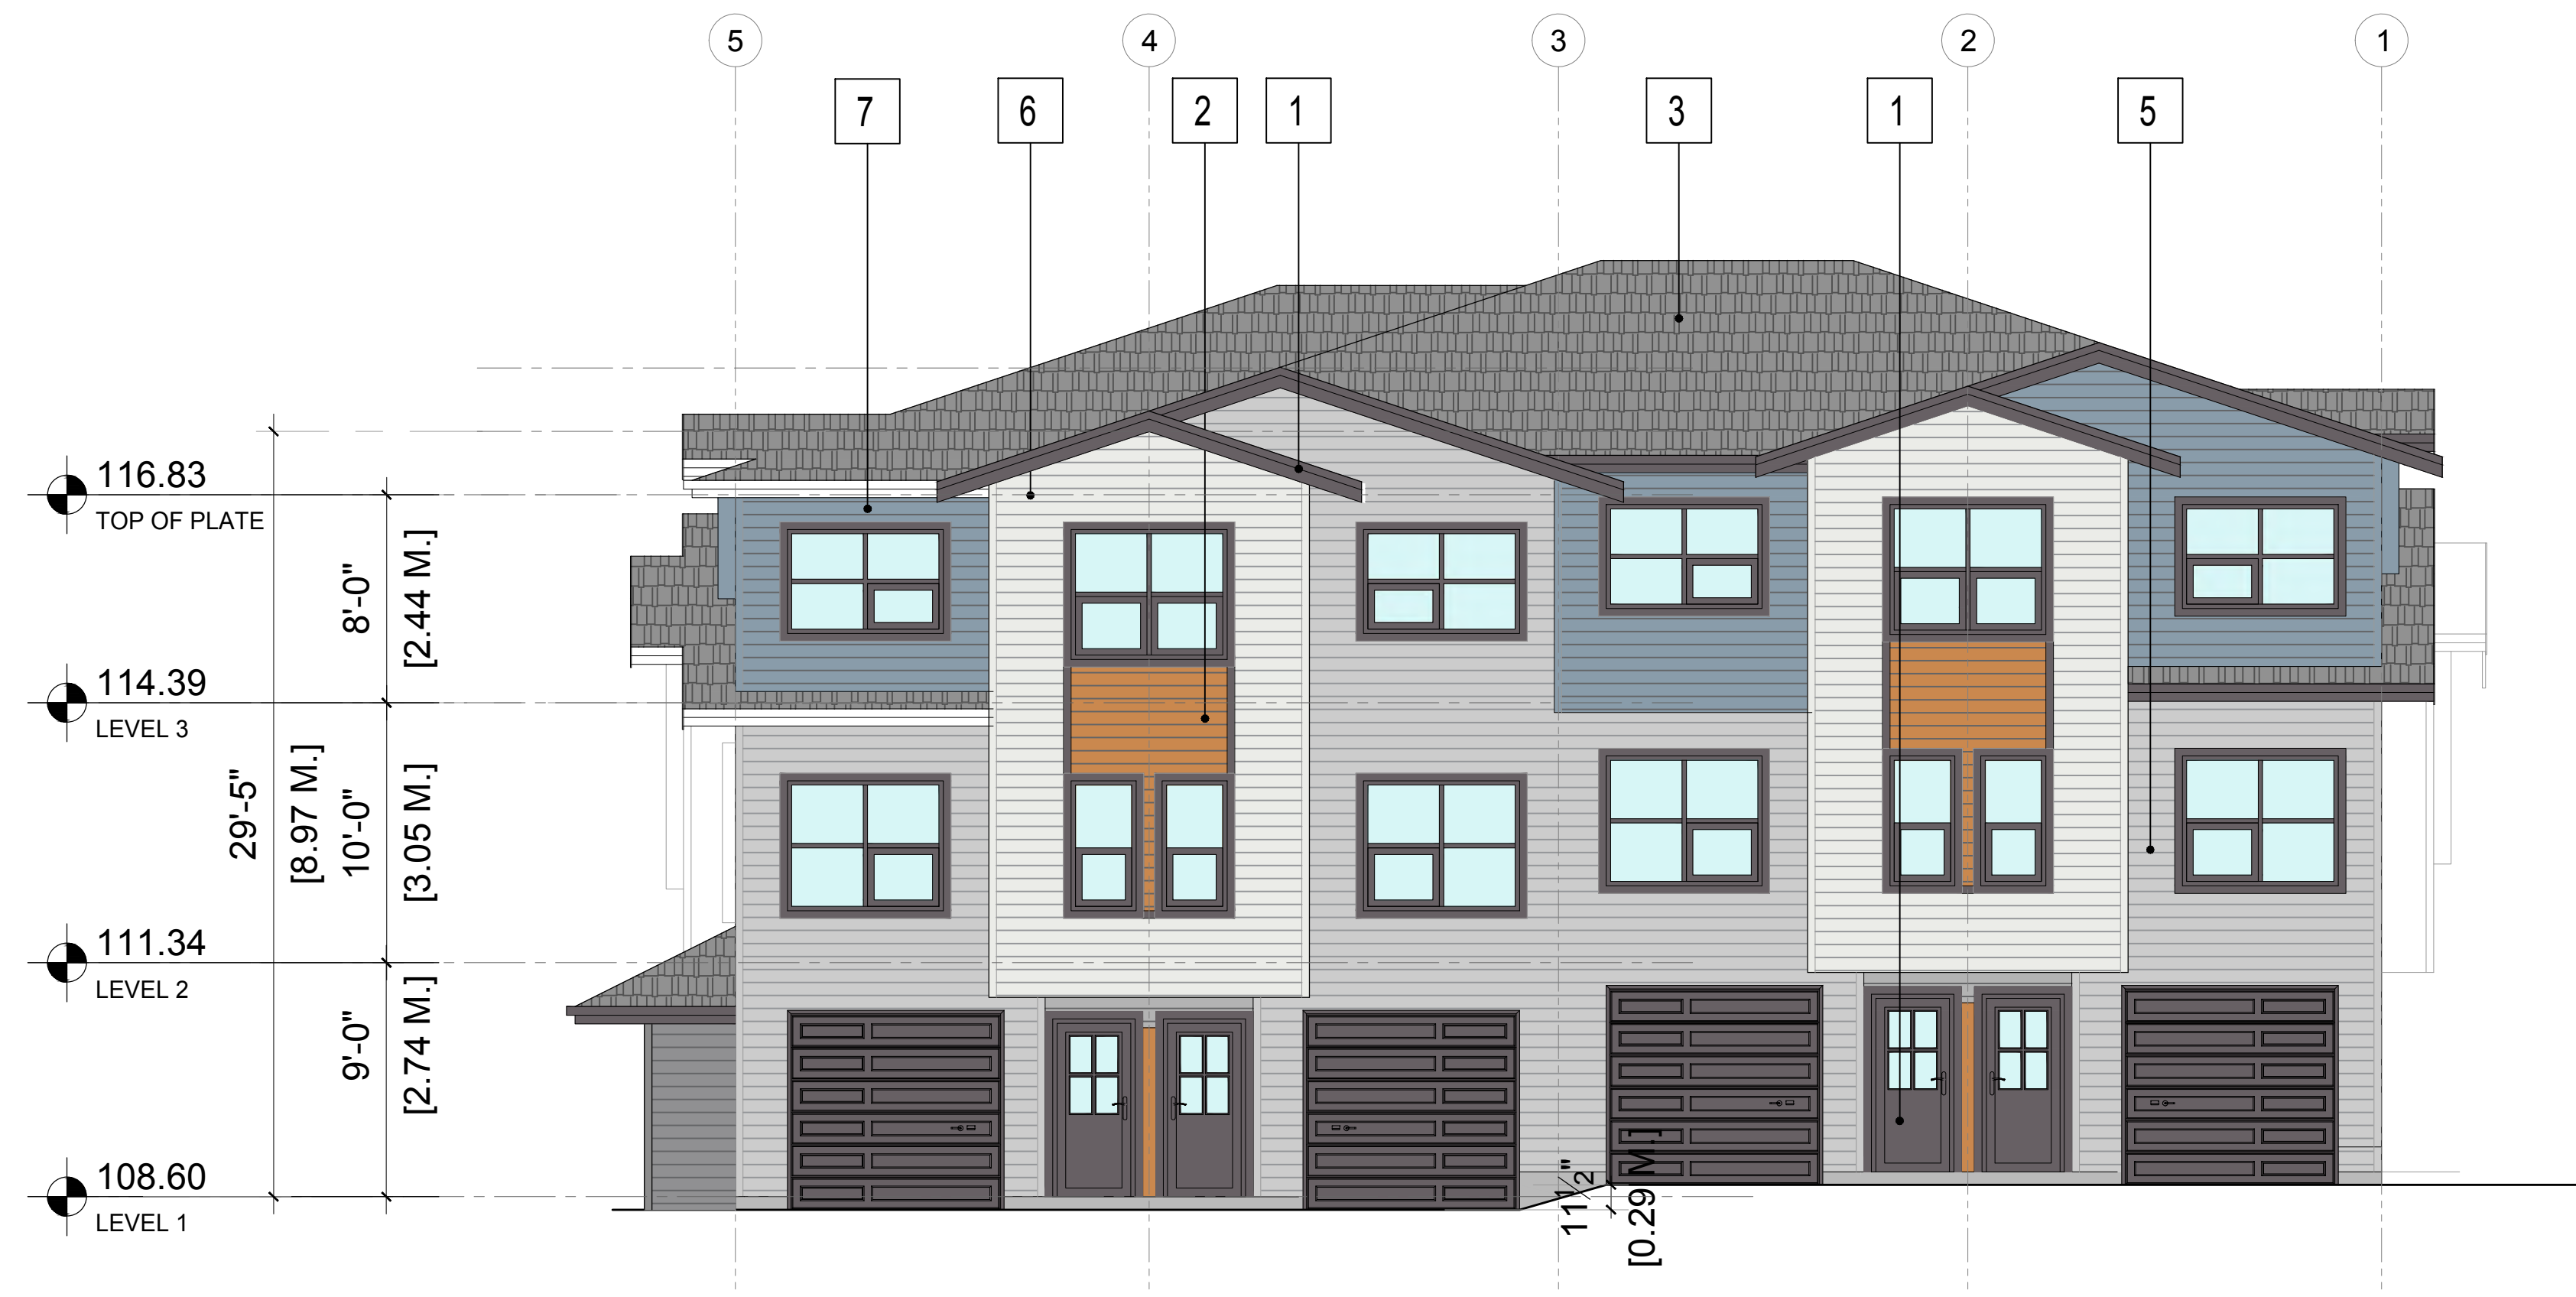 5
4
3
2
1
7
6
2
1
3
1
5
116.83
TOP OF PLATE
8'-0"
[2.44 M.]
114.39
LEVEL 3
29'-5"
[8.97 M.]
10'-0"
[3.05 M.]
111.34
LEVEL 2
9'-0"
[2.74 M.]
108.60
LEVEL 1
11 1/2"
[0.29 M.]